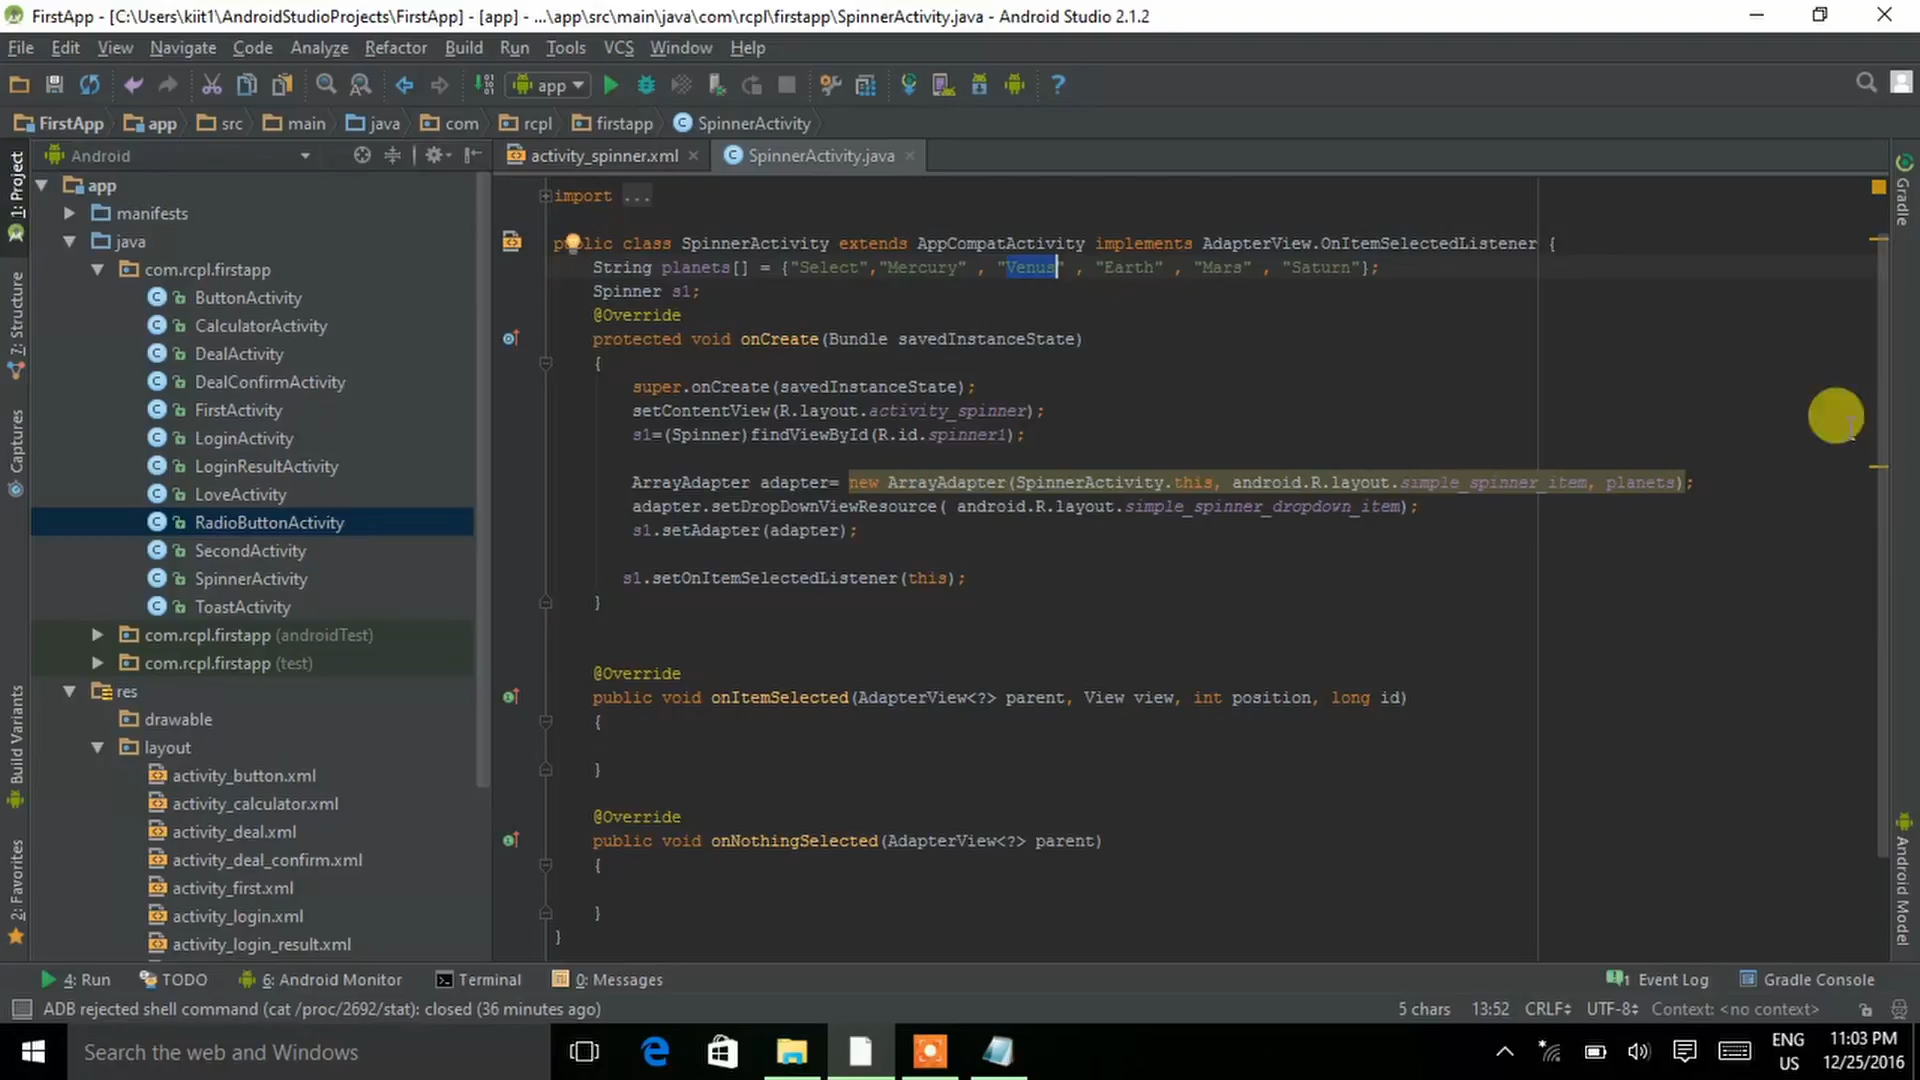 FirstApp - [C:\Users\kiit1\AndroidStudioProjects\FirstApp] - [app] - ...\app\src\main\java\com\rcpl\firstapp\SpinnerActivity.java - Android Studio 2.1.2
File Edit View Navigate Code Analyze Refactor Build Run Tools VCS Window Help
app
FirstApp app src main java com rcpl firstapp SpinnerActivity
Android
activity_spinner.xml SpinnerActivity.java
1: Project
7: Structure
Captures
Build Variants
2: Favorites
app
manifests
java
com.rcpl.firstapp
ButtonActivity
CalculatorActivity
DealActivity
DealConfirmActivity
FirstActivity
LoginActivity
LoginResultActivity
LoveActivity
RadioButtonActivity
SecondActivity
SpinnerActivity
ToastActivity
com.rcpl.firstapp (androidTest)
com.rcpl.firstapp (test)
res
drawable
layout
activity_button.xml
activity_calculator.xml
activity_deal.xml
activity_deal_confirm.xml
activity_first.xml
activity_login.xml
activity_login_result.xml
import ...
public class SpinnerActivity extends AppCompatActivity implements AdapterView.OnItemSelectedListener {
String planets[] = {"Select","Mercury" , "Venus" , "Earth" , "Mars" , "Saturn"};
Spinner s1;
@Override
protected void onCreate(Bundle savedInstanceState)
{
super.onCreate(savedInstanceState);
setContentView(R.layout.activity_spinner);
s1=(Spinner)findViewById(R.id.spinner1);
ArrayAdapter adapter= new ArrayAdapter(SpinnerActivity.this, android.R.layout.simple_spinner_item, planets);
adapter.setDropDownViewResource( android.R.layout.simple_spinner_dropdown_item);
s1.setAdapter(adapter);
s1.setOnItemSelectedListener(this);
}
@Override
public void onItemSelected(AdapterView<?> parent, View view, int position, long id)
{
}
@Override
public void onNothingSelected(AdapterView<?> parent)
{
}
}
Gradle
Android Model
4: Run TODO 6: Android Monitor Terminal 0: Messages 1 Event Log Gradle Console
ADB rejected shell command (cat /proc/2692/stat): closed (36 minutes ago) 5 chars 13:52 CRLF UTF-8 Context: <no context>
Search the web and Windows
ENG
US
11:03 PM
12/25/2016